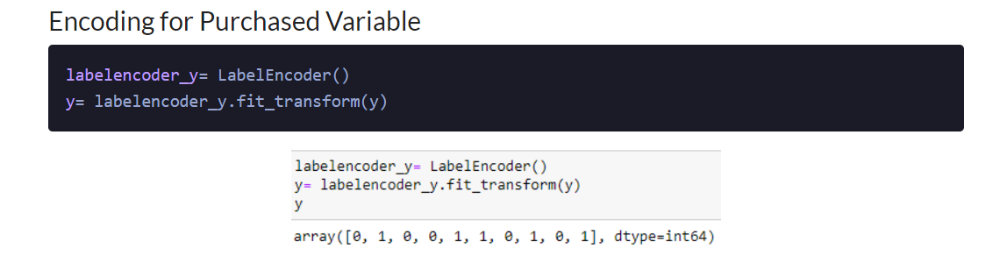 Encoding for Purchased Variable
labelencoder_y= LabelEncoder()
y= labelencoder_y.fit_transform(y)
labelencoder_y= LabelEncoder()
y= labelencoder_y.fit_transform(y)
y
array([0, 1, 0, 0, 1, 1, 0, 1, 0, 1], dtype=int64)